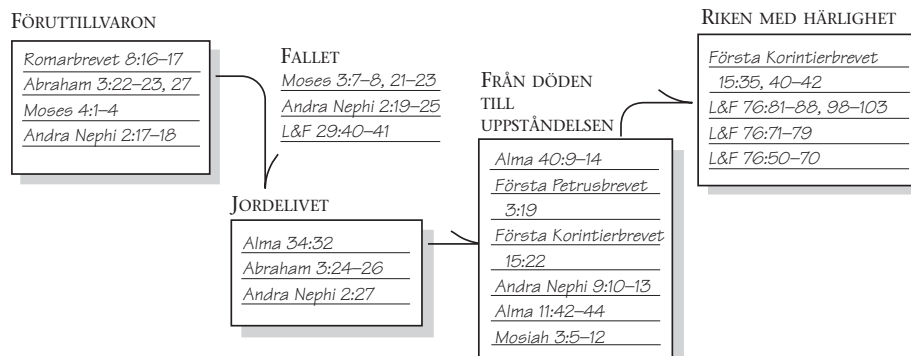 FÖRUTTILLVARON
Romarbrevet 8:16–17
Abraham 3:22–23, 27
Moses 4:1–4
Andra Nephi 2:17–18
FALLET
Moses 3:7–8, 21–23
Andra Nephi 2:19–25
L&F 29:40–41
JORDELIVET
Alma 34:32
Abraham 3:24–26
Andra Nephi 2:27
FRÅN DÖDEN
TILL
UPPSTÅNDELSEN
Alma 40:9–14
Första Petrusbrevet
3:19
Första Korintierbrevet
15:22
Andra Nephi 9:10–13
Alma 11:42–44
Mosiah 3:5–12
RIKEN MED HÄRLIGHET
Första Korintierbrevet
15:35, 40–42
L&F 76:81–88, 98–103
L&F 76:71–79
L&F 76:50–70